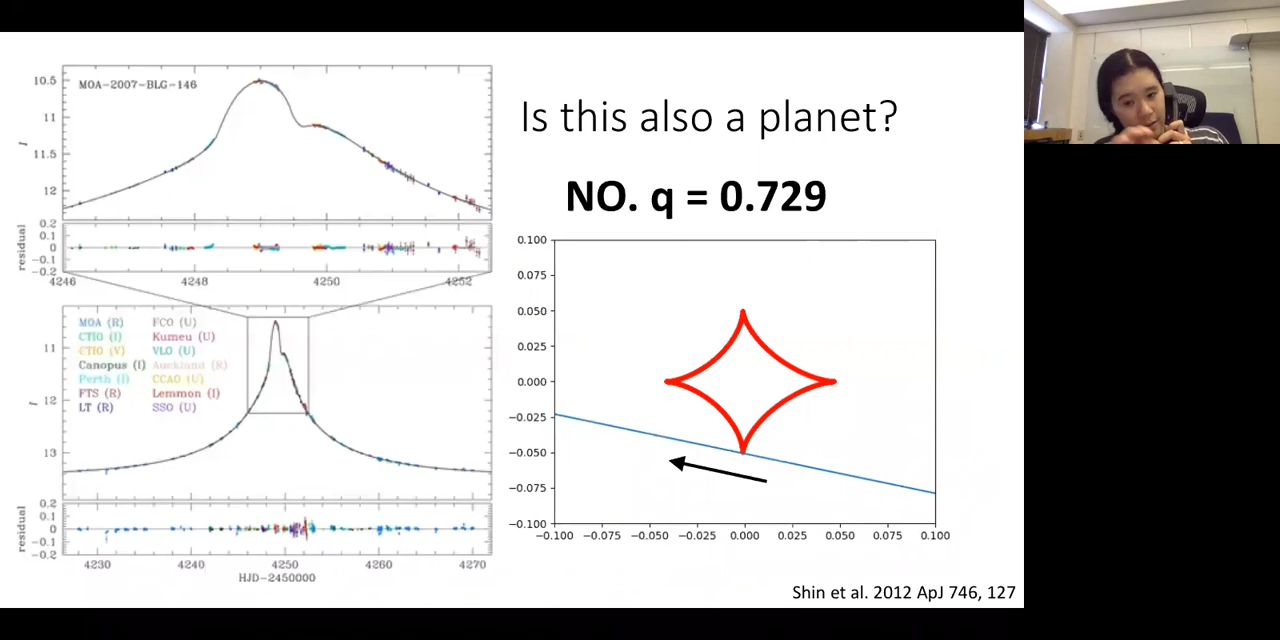 Is this also a planet?
NO. q = 0.729
MOA-2007-BLG-146
10.5
11
11.5
12
I
0.2
0.1
0
-0.1
-0.2
residual
4246 4248 4250 4252
MOA (R) FCO (U)
CTIO (I) Kumeu (U)
CTIO (V) VLO (U)
Canopus (I) Auckland (R)
Perth (I) CCAO (U)
FTS (R) Lemmon (I)
LT (R) SSO (U)
11
12
13
I
0.2
0.1
0
-0.1
-0.2
residual
4230 4240 4250 4260 4270
HJD-2450000
0.100
0.075
0.050
0.025
0.000
−0.025
−0.050
−0.075
−0.100
−0.100 −0.075 −0.050 −0.025 0.000 0.025 0.050 0.075 0.100
Shin et al. 2012 ApJ 746, 127